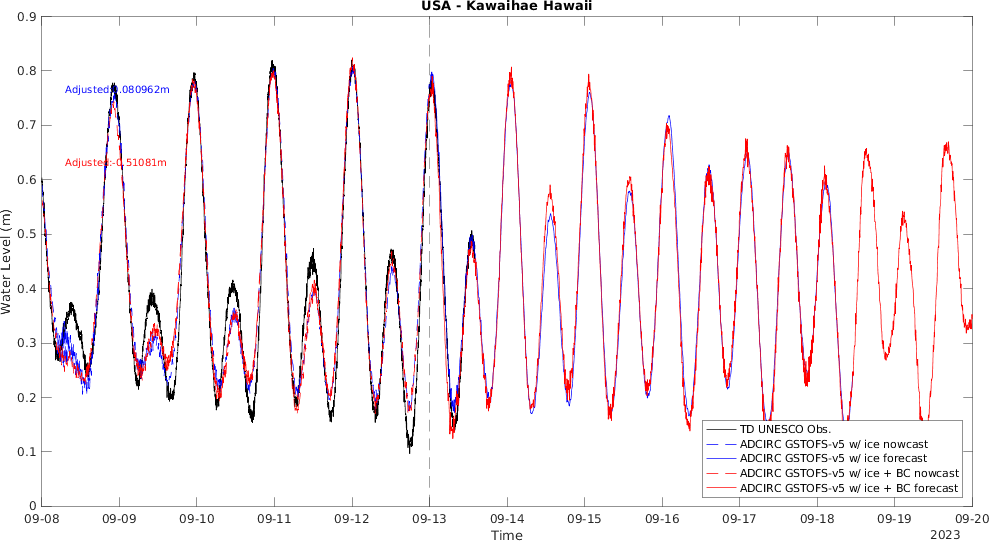 USA - Kawaihae Hawaii
0.9
0.8
0.7
0.6
0.5
0.4
0.3
0.2
0.1
0
Water Level (m)
Adjusted:0.080962m
Adjusted:-0.51081m
TD UNESCO Obs.
ADCIRC GSTOFS-v5 w/ ice nowcast
ADCIRC GSTOFS-v5 w/ ice forecast
ADCIRC GSTOFS-v5 w/ ice + BC nowcast
ADCIRC GSTOFS-v5 w/ ice + BC forecast
09-08 09-09 09-10 09-11 09-12 09-13 09-14 09-15 09-16 09-17 09-18 09-19 09-20
Time
2023